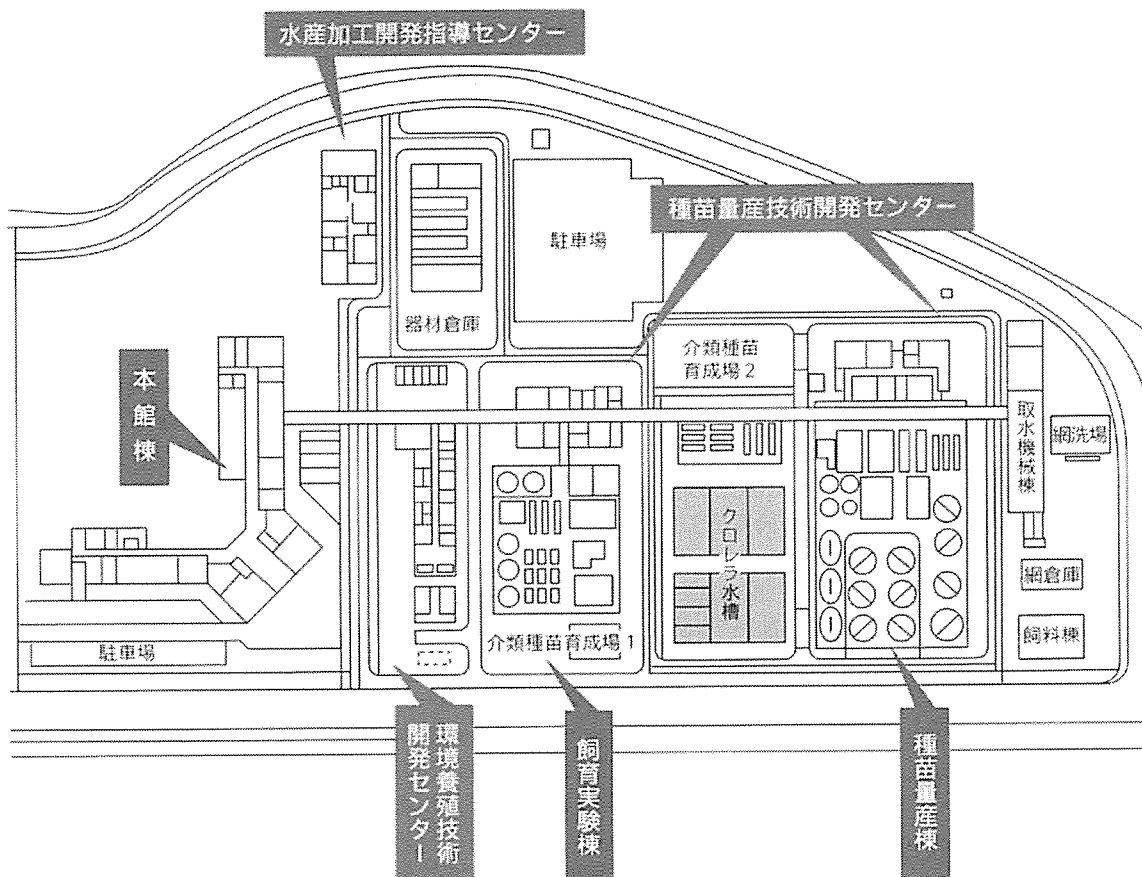 水産加工開発指導センター
種苗量産技術開発センター
駐車場
器材倉庫
介類種苗
育成場2
本館棟
取水機械棟
網洗場
クロレラ水槽
網倉庫
飼料棟
介類種苗育成場1
駐車場
環境養殖技術
開発センター
飼育実験棟
種苗量産棟